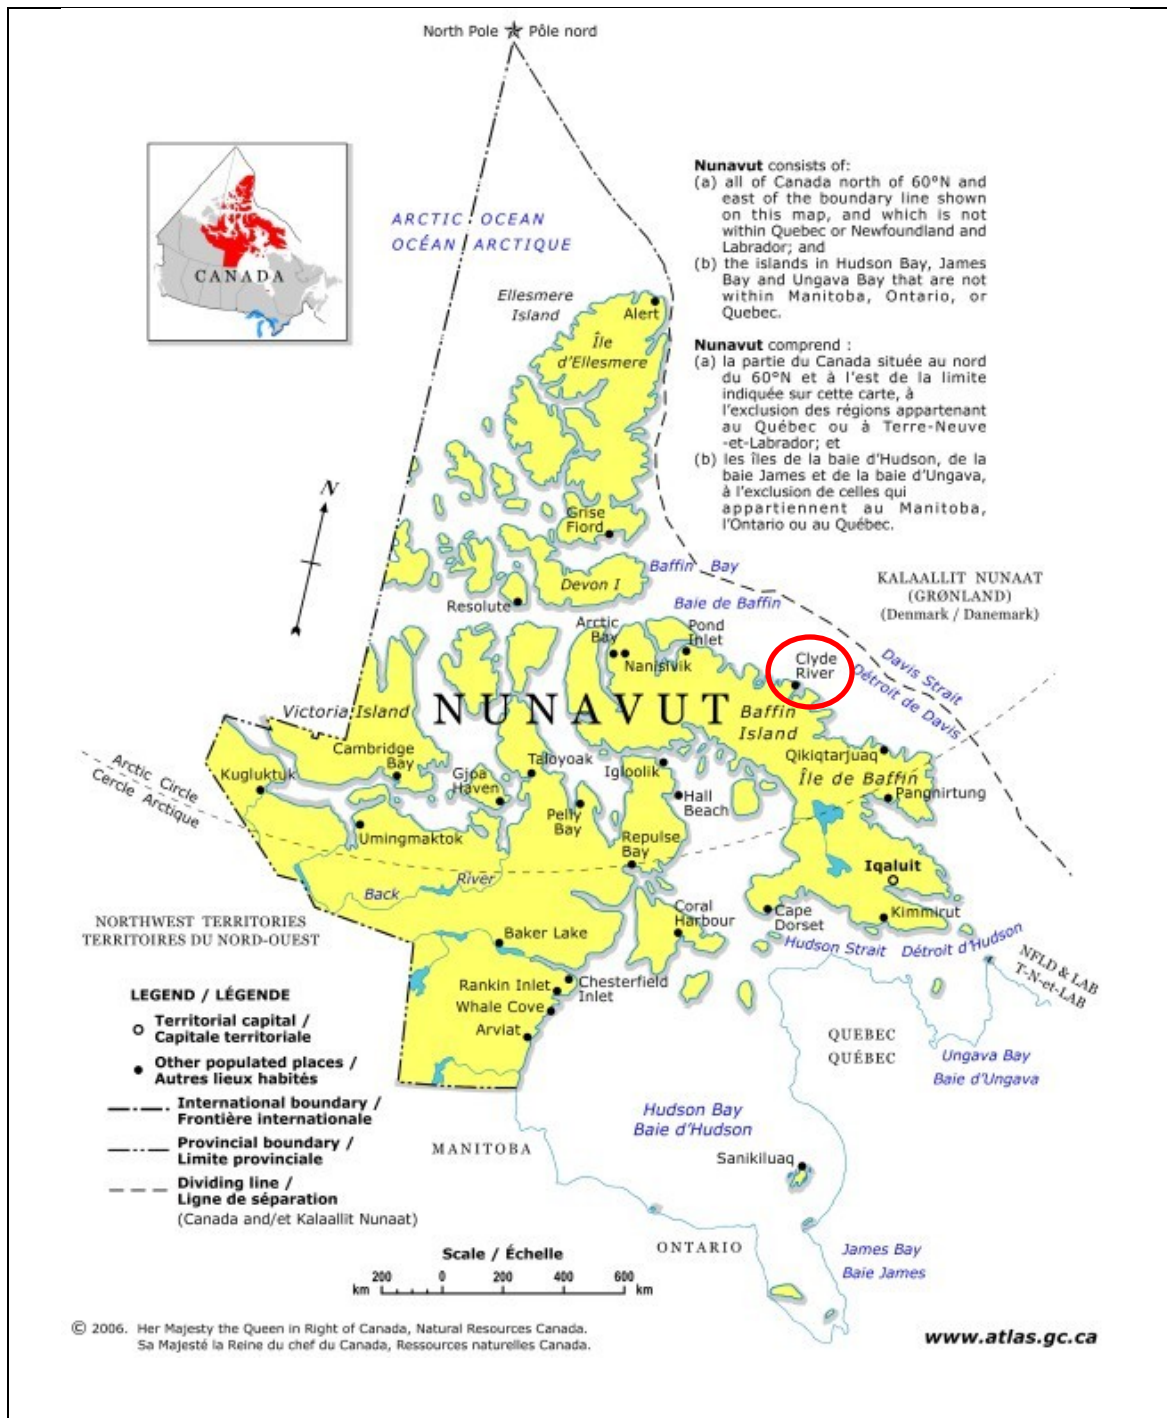 North Pole Pôle nord
ARCTIC OCEAN
OCÉAN ARCTIQUE
CANADA
Nunavut consists of:
(a) all of Canada north of 60°N and
east of the boundary line shown
on this map, and which is not
within Quebec or Newfoundland and
Labrador; and
(b) the islands in Hudson Bay, James
Bay and Ungava Bay that are not
within Manitoba, Ontario, or
Quebec.
Nunavut comprend :
(a) la partie du Canada située au nord
du 60°N et à l'est de la limite
indiquée sur cette carte, à
l'exclusion des régions appartenant
au Québec ou à Terre-Neuve
-et-Labrador; et
(b) les îles de la baie d'Hudson, de la
baie James et de la baie d'Ungava,
à l'exclusion de celles qui
appartiennent au Manitoba,
l'Ontario ou au Québec.
Ellesmere
Island
Alert
Île
d'Ellesmere
N
Grise
Fiord
Devon I
Baffin Bay
Baie de Baffin
KALAALLIT NUNAAT
(GRØNLAND)
(Denmark / Danemark)
Resolute
Arctic
Bay
Nanisivik
Pond
Inlet
Clyde
River
Davis Strait
Détroit de Davis
NUNAVUT
Victoria Island
Baffin
Island
Cambridge
Bay
Kugluktuk
Arctic Circle
Cercle Arctique
Gjoa
Haven
Taloyoak
Igloolik
Hall
Beach
Qikiqtarjuaq
Île de Baffin
Pangnirtung
Umingmaktok
Pelly
Bay
Repulse
Bay
Back River
Iqaluit
NORTHWEST TERRITORIES
TERRITOIRES DU NORD-OUEST
Coral
Harbour
Cape
Dorset
Kimmirut
Baker Lake
Hudson Strait Détroit d'Hudson
NFLD & LAB
T-N-et-LAB
Rankin Inlet
Chesterfield
Inlet
Whale Cove
Arviat
QUEBEC
QUÉBEC
Ungava Bay
Baie d'Ungava
LEGEND / LÉGENDE
Territorial capital /
Capitale territoriale
Other populated places /
Autres lieux habités
International boundary /
Frontière internationale
Provincial boundary /
Limite provinciale
Dividing line /
Ligne de séparation
(Canada and/et Kalaallit Nunaat)
Hudson Bay
Baie d'Hudson
MANITOBA
Sanikiluaq
ONTARIO
James Bay
Baie James
Scale / Échelle
200 0 200 400 600
km km
© 2006. Her Majesty the Queen in Right of Canada, Natural Resources Canada.
Sa Majesté la Reine du chef du Canada, Ressources naturelles Canada.
www.atlas.gc.ca